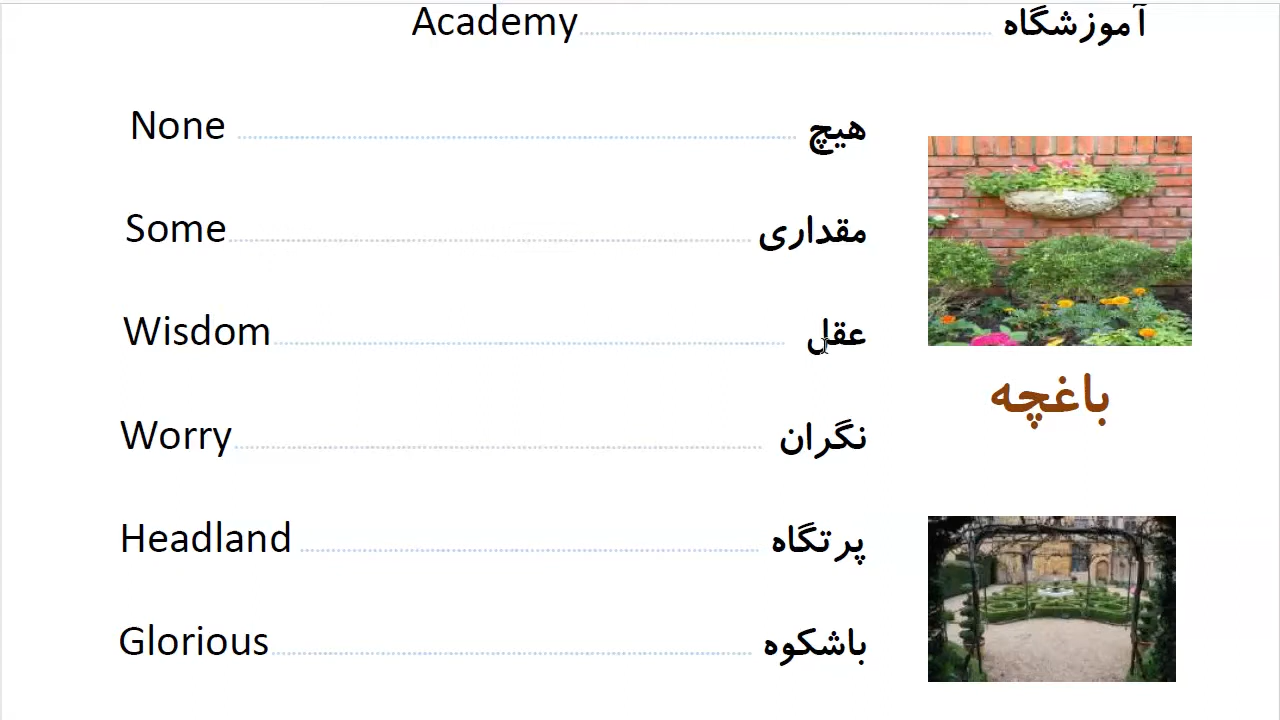 Academy آموزشگاه
None هیچ
Some مقداری
Wisdom عقل
باغچه
Worry نگران
Headland پرتگاه
Glorious باشکوه